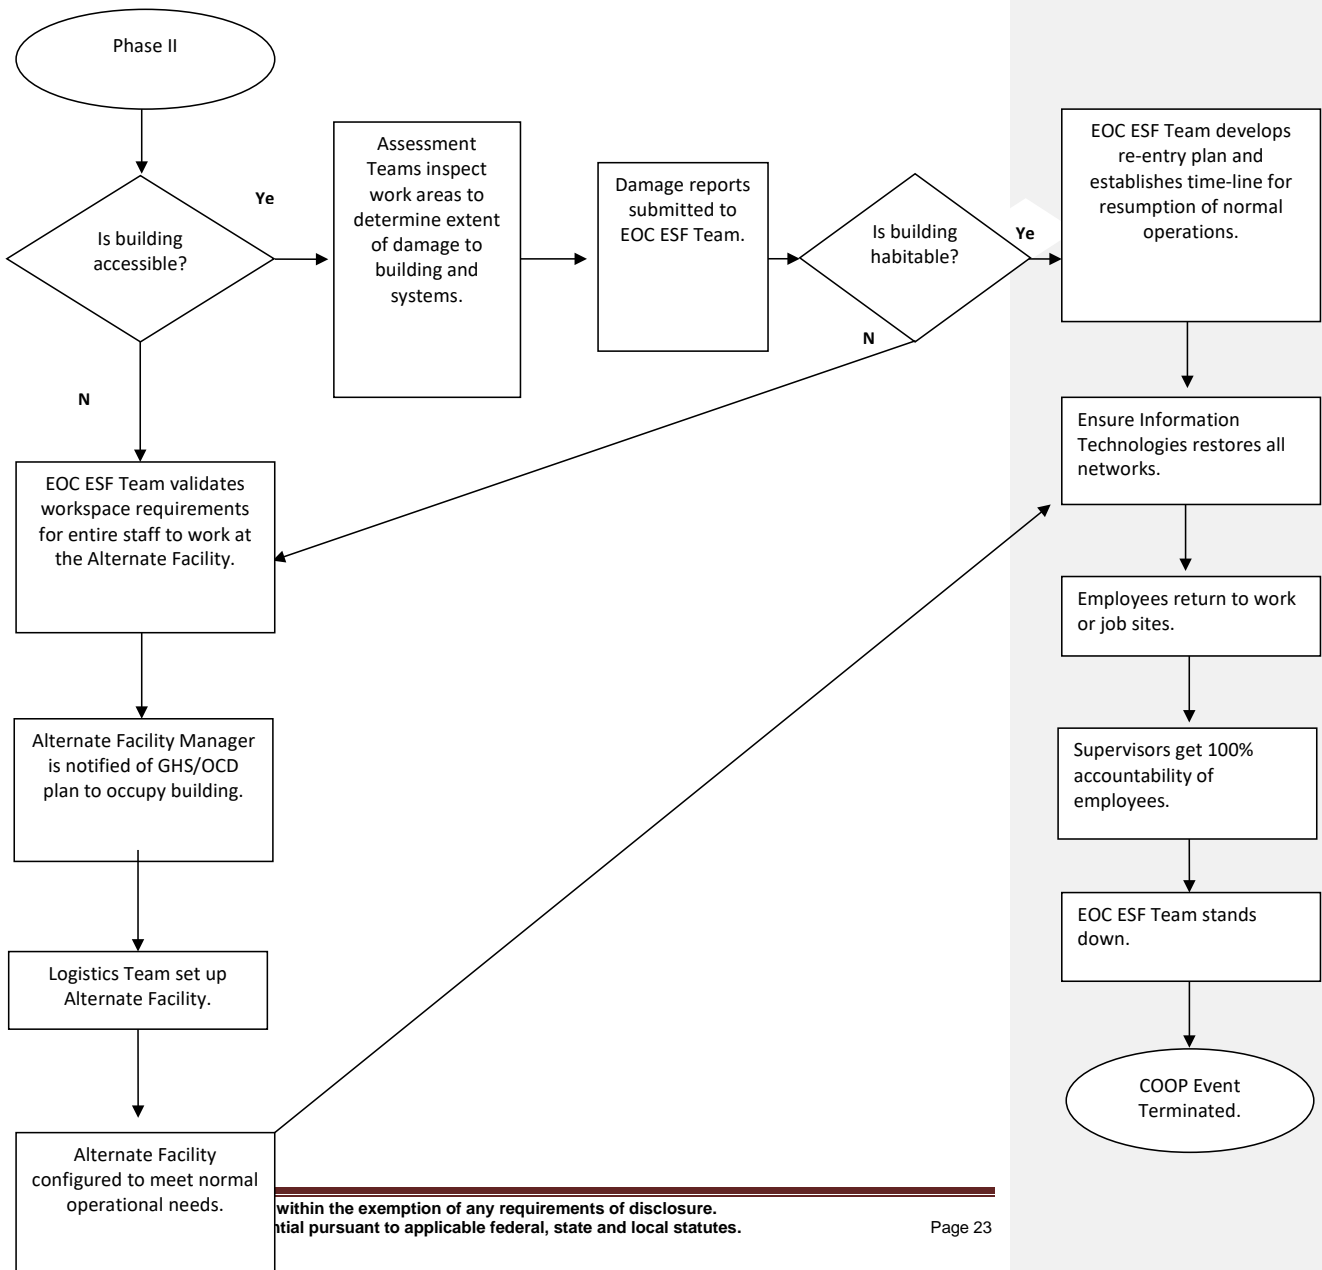 Phase II
Is building
accessible?
Ye
N
Assessment
Teams inspect
work areas to
determine extent
of damage to
building and
systems.
Damage reports
submitted to
EOC ESF Team.
Is building
habitable?
Ye
N
EOC ESF Team develops
re-entry plan and
establishes time-line for
resumption of normal
operations.
Ensure Information
Technologies restores all
networks.
Employees return to work
or job sites.
Supervisors get 100%
accountability of
employees.
EOC ESF Team stands
down.
COOP Event
Terminated.
EOC ESF Team validates
workspace requirements
for entire staff to work at
the Alternate Facility.
Alternate Facility Manager
is notified of GHS/OCD
plan to occupy building.
Logistics Team set up
Alternate Facility.
Alternate Facility
configured to meet normal
operational needs.
within the exemption of any requirements of disclosure.
ntial pursuant to applicable federal, state and local statutes.
Page 23